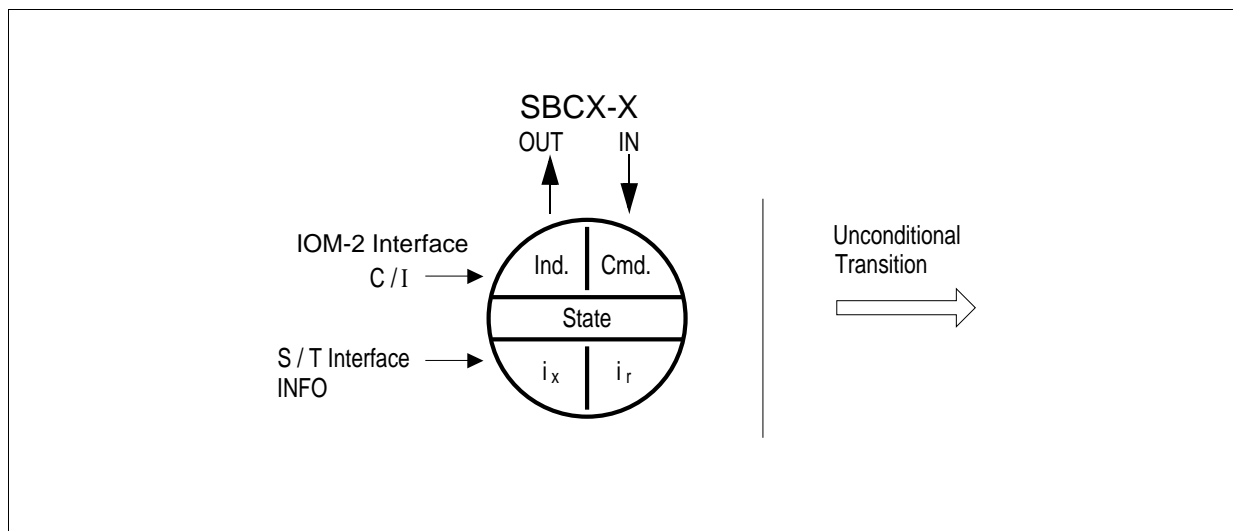 SBCX-X
OUT IN
IOM-2 Interface
C / I
Ind. Cmd.
State
S / T Interface
INFO
i x i r
Unconditional
Transition